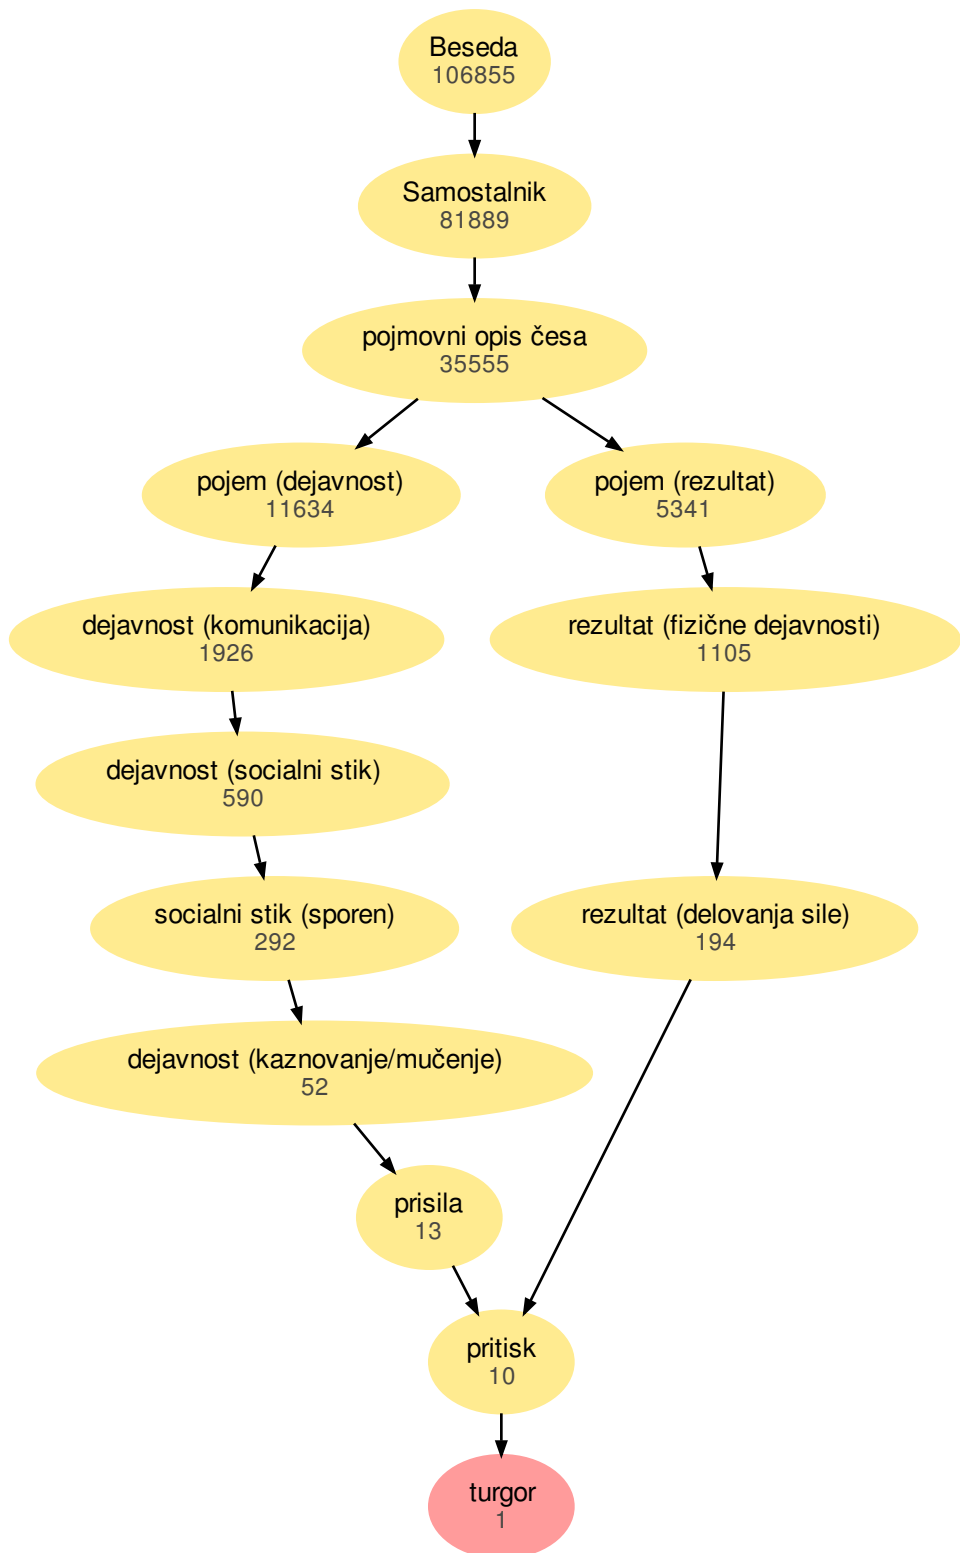 Beseda
106855
Samostalnik
81889
pojmovni opis česa
35555
pojem (dejavnost)
11634
pojem (rezultat)
5341
dejavnost (komunikacija)
1926
rezultat (fizične dejavnosti)
1105
dejavnost (socialni stik)
590
socialni stik (sporen)
292
rezultat (delovanja sile)
194
dejavnost (kaznovanje/mučenje)
52
prisila
13
pritisk
10
turgor
1